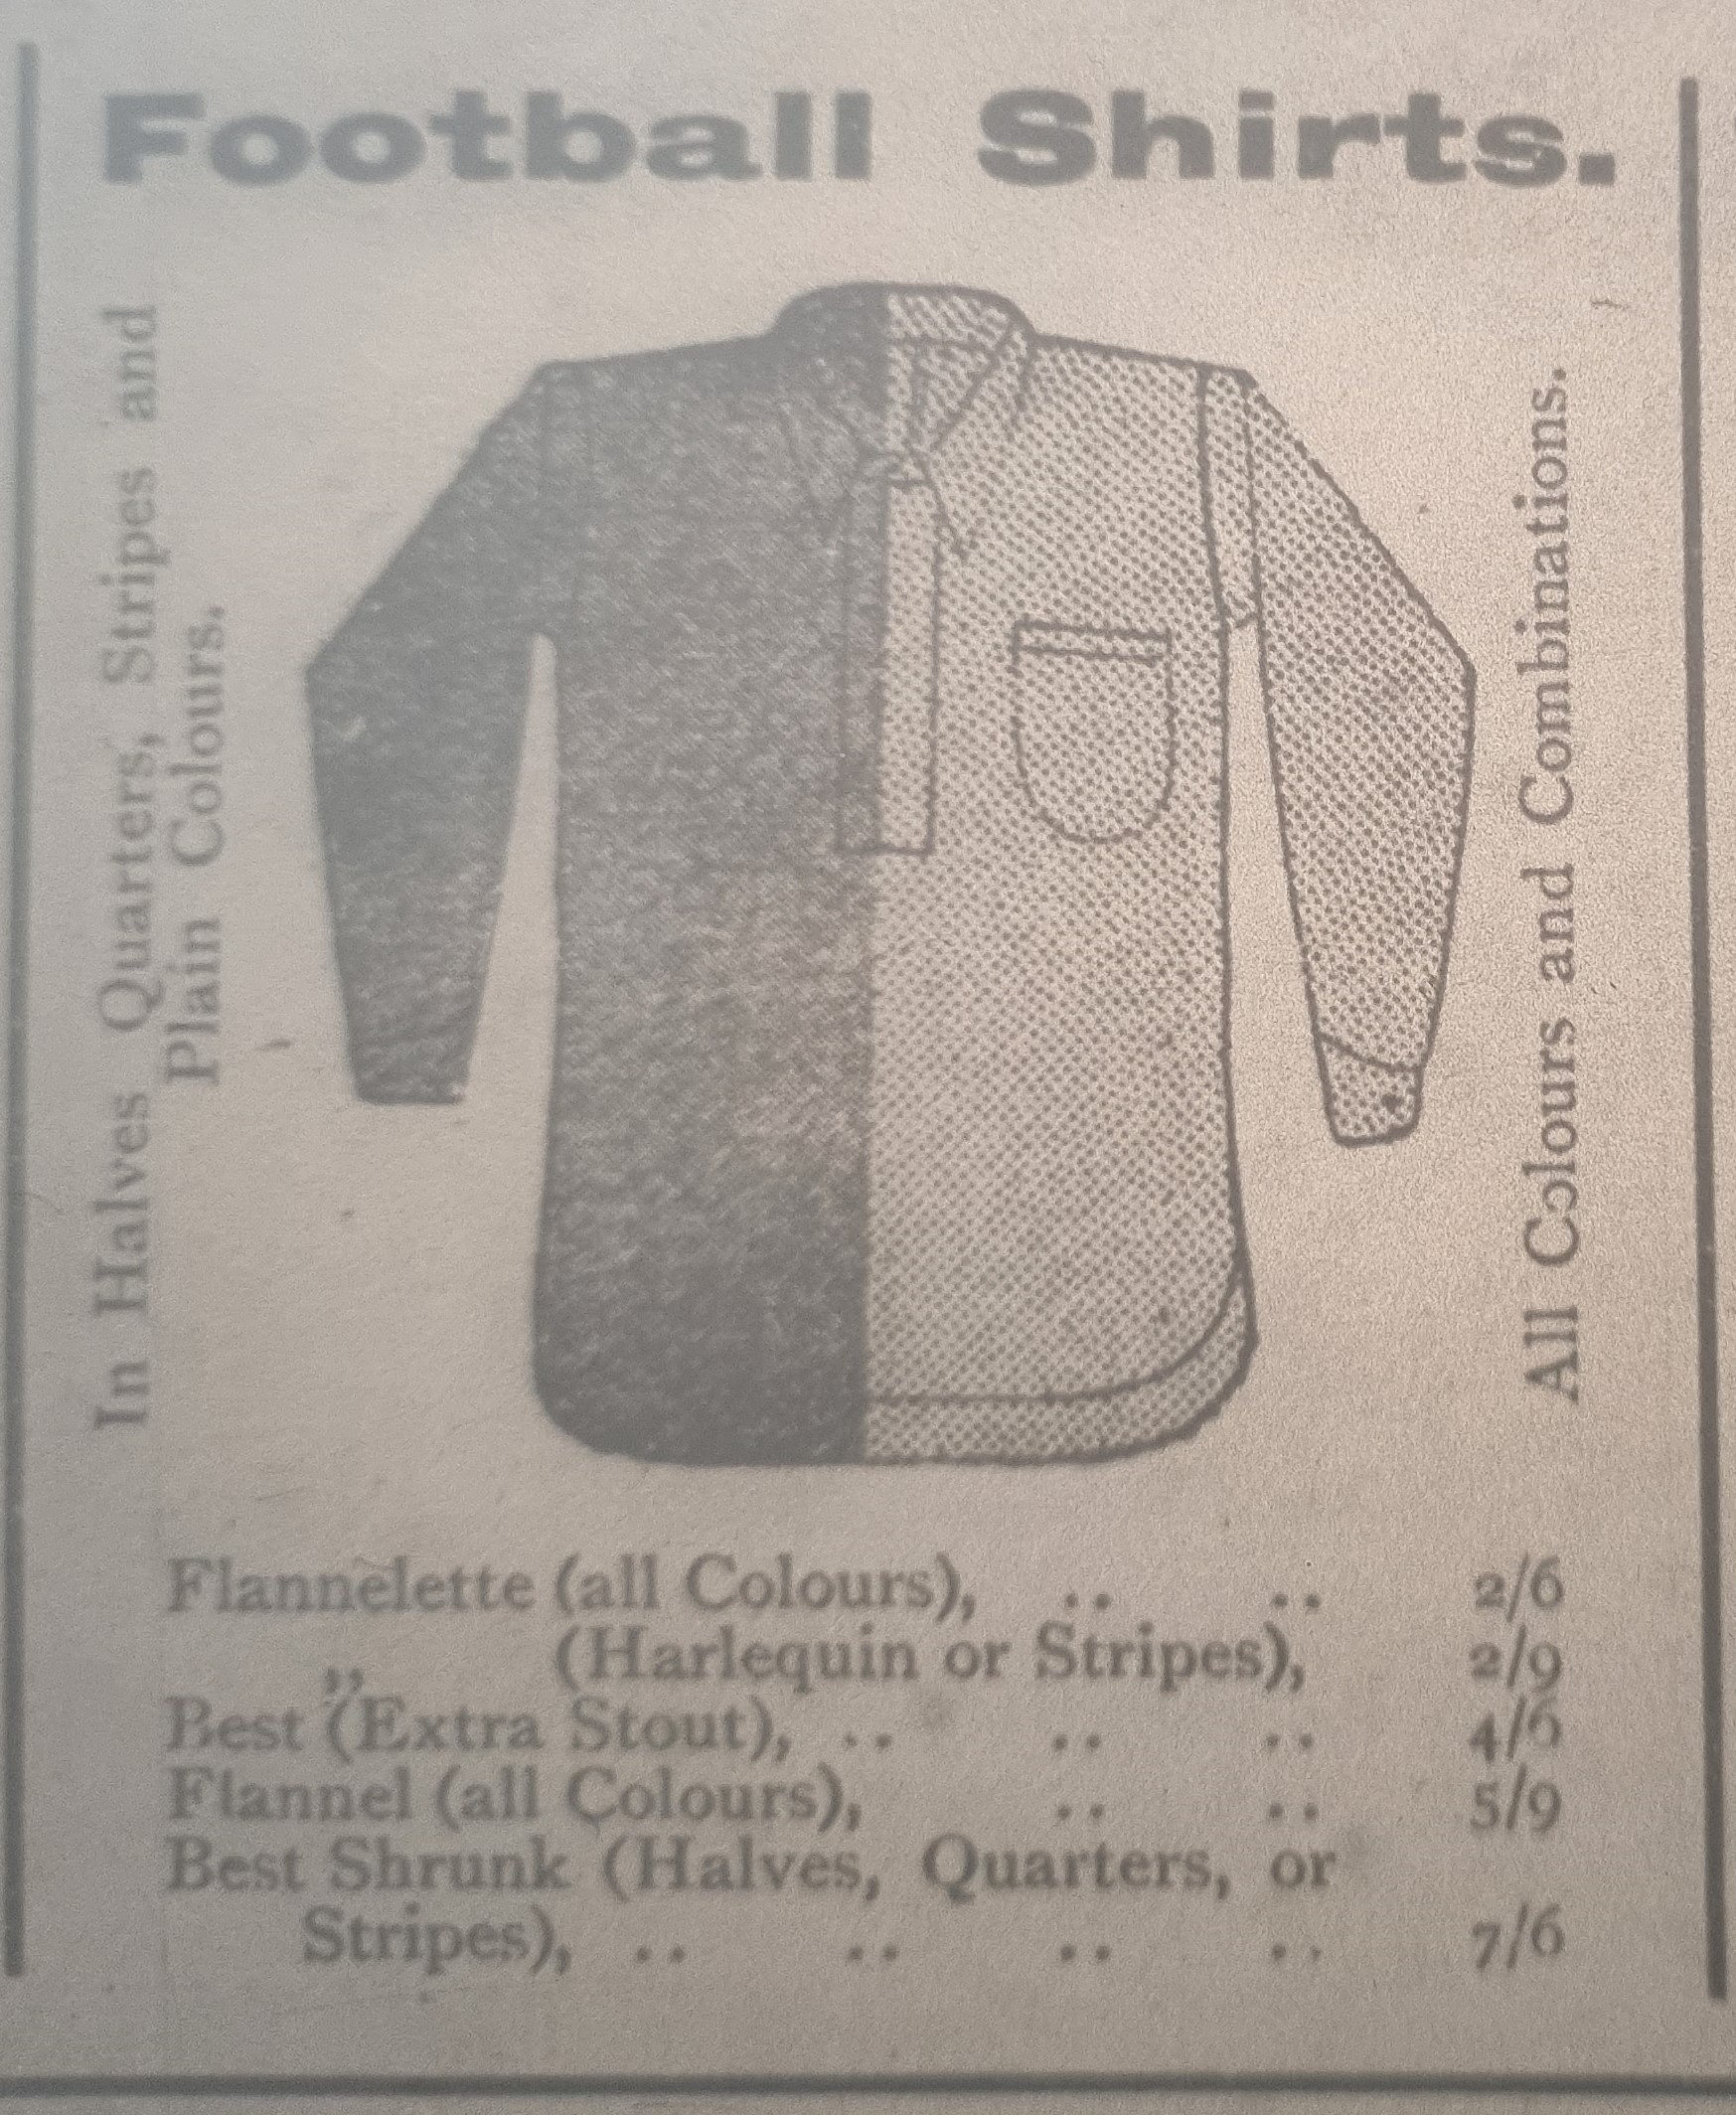 Football Shirts.
In Halves Quarters, Stripes and
Plain Colours.
All Colours and Combinations.
Flannelette (all Colours), .. .. 2/6
„ (Harlequin or Stripes), 2/9
Best (Extra Stout), .. .. .. 4/6
Flannel (all Colours), .. .. 5/9
Best Shrunk (Halves, Quarters, or
Stripes), .. .. .. .. 7/6